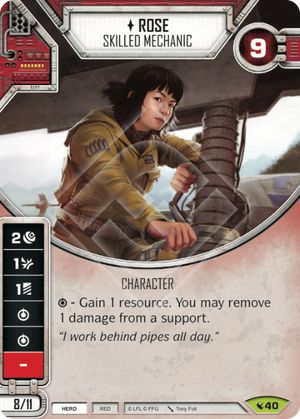 ROSE
SKILLED MECHANIC
9
2
1
1
-
CHARACTER
- Gain 1 resource. You may remove
1 damage from a support.
"I work behind pipes all day."
8/11
HERO
RED
© LFL © FFG
Tony Foti
40